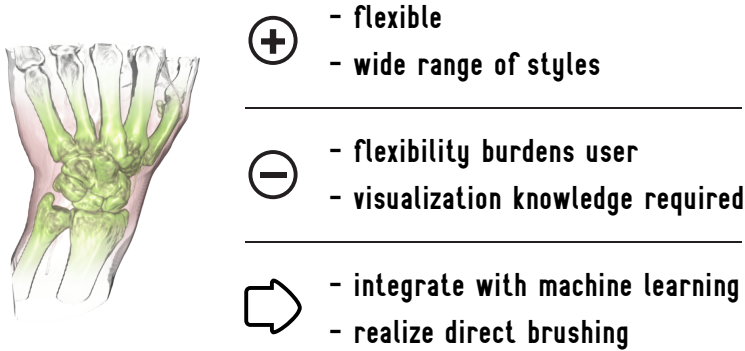 - flexible
- wide range of styles
- flexibility burdens user
- visualization knowledge required
- integrate with machine learning
- realize direct brushing